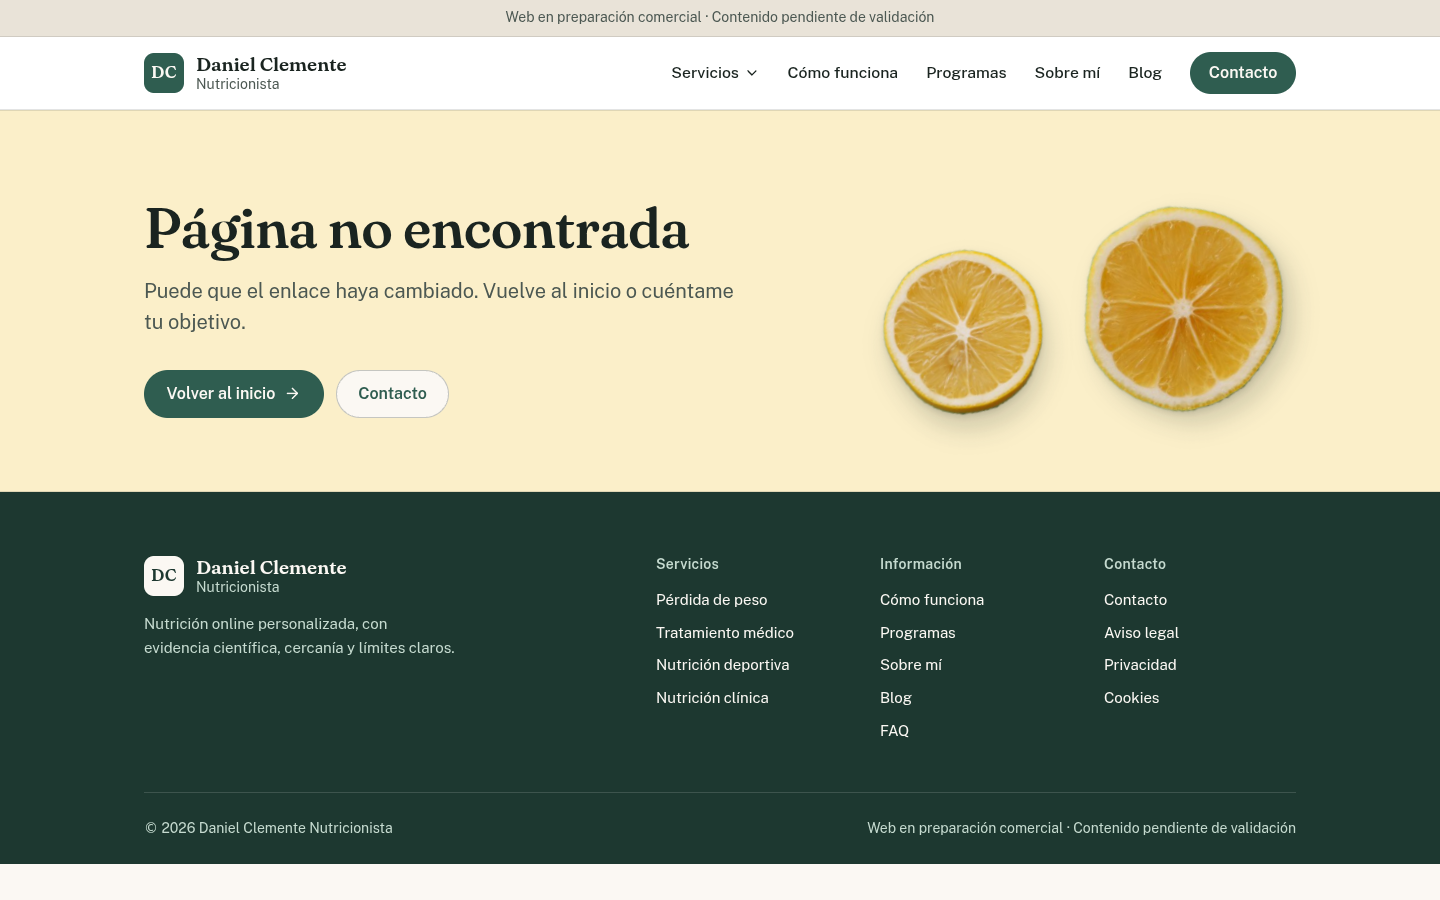 Web en preparación comercial · Contenido pendiente de validación
DC
Daniel Clemente
Nutricionista
Servicios
Cómo funciona
Programas
Sobre mí
Blog
Contacto
Página no encontrada
Puede que el enlace haya cambiado. Vuelve al inicio o cuéntame
tu objetivo.
Volver al inicio
Contacto
DC
Daniel Clemente
Nutricionista
Nutrición online personalizada, con
evidencia científica, cercanía y límites claros.
Servicios
Pérdida de peso
Tratamiento médico
Nutrición deportiva
Nutrición clínica
Información
Cómo funciona
Programas
Sobre mí
Blog
FAQ
Contacto
Contacto
Aviso legal
Privacidad
Cookies
© 2026 Daniel Clemente Nutricionista
Web en preparación comercial · Contenido pendiente de validación